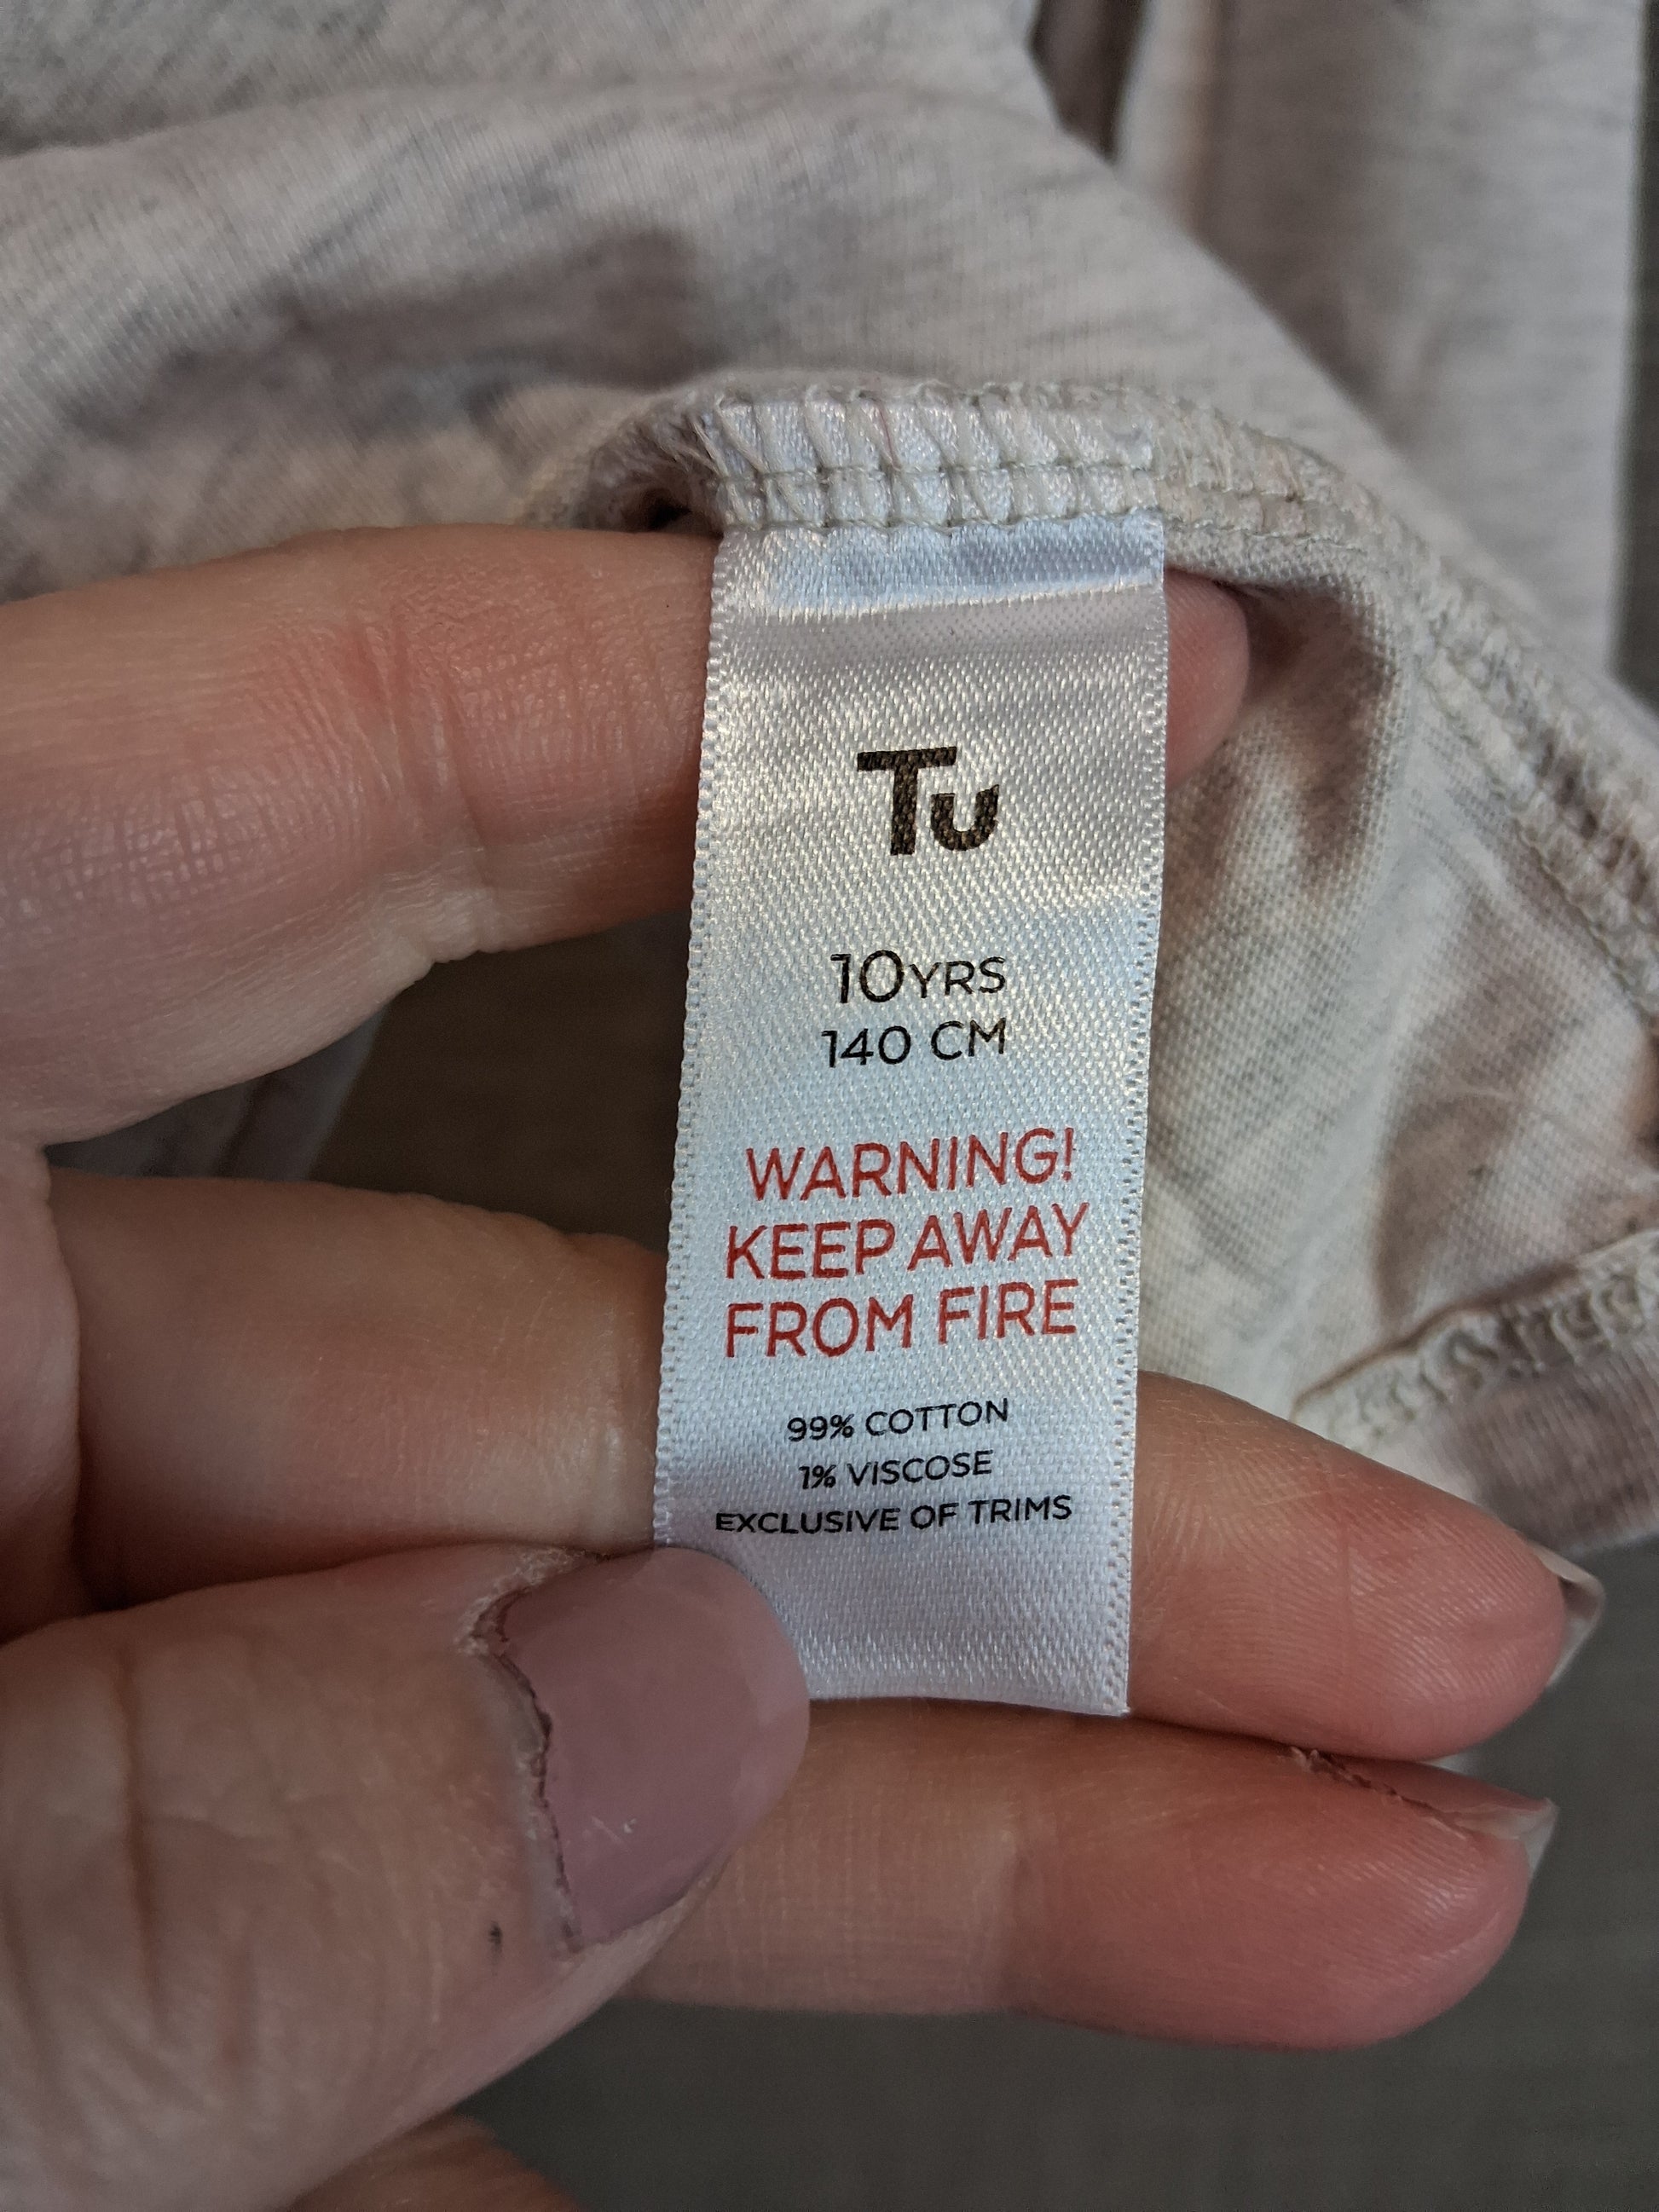 Tu
10YRS
140 CM
WARNING!
KEEP AWAY
FROM FIRE
99% COTTON
1% VISCOSE
EXCLUSIVE OF TRIMS